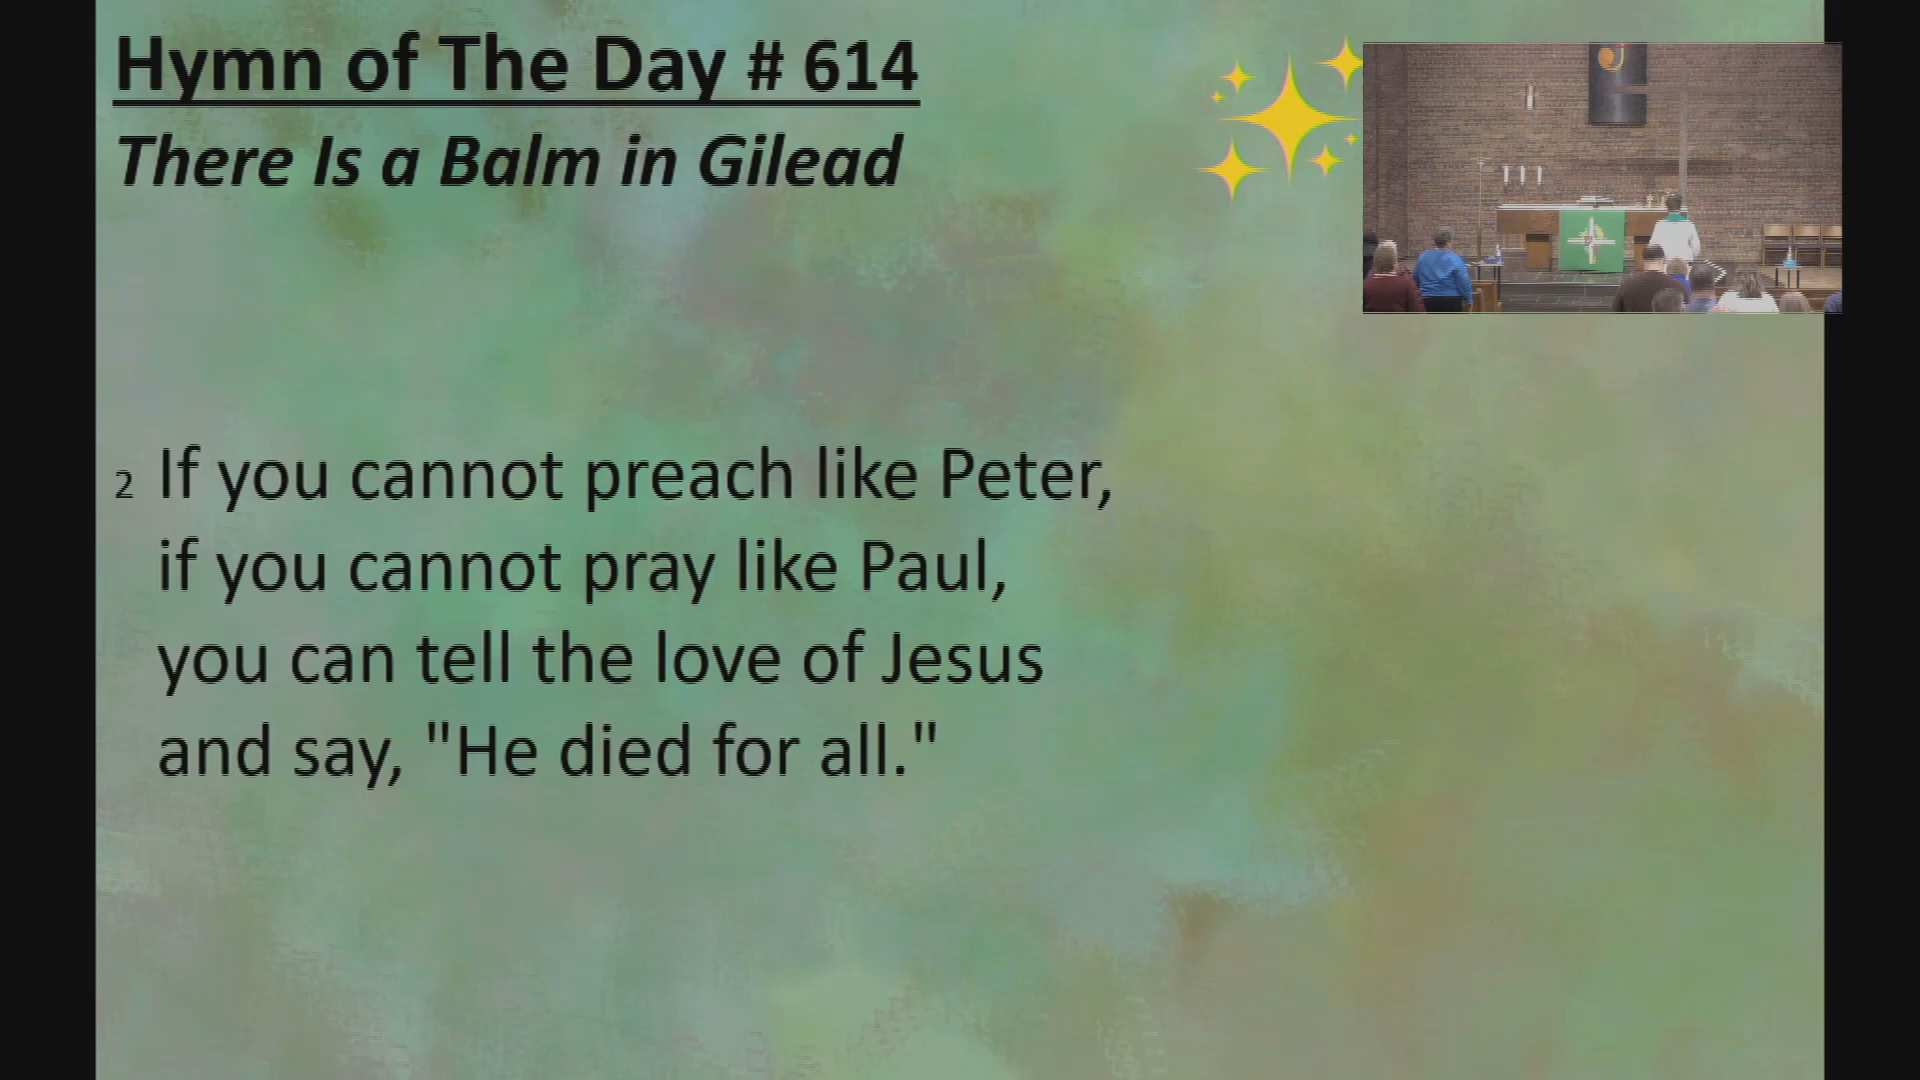 Hymn of The Day # 614
There Is a Balm in Gilead
2 If you cannot preach like Peter,
if you cannot pray like Paul,
you can tell the love of Jesus
and say, "He died for all."